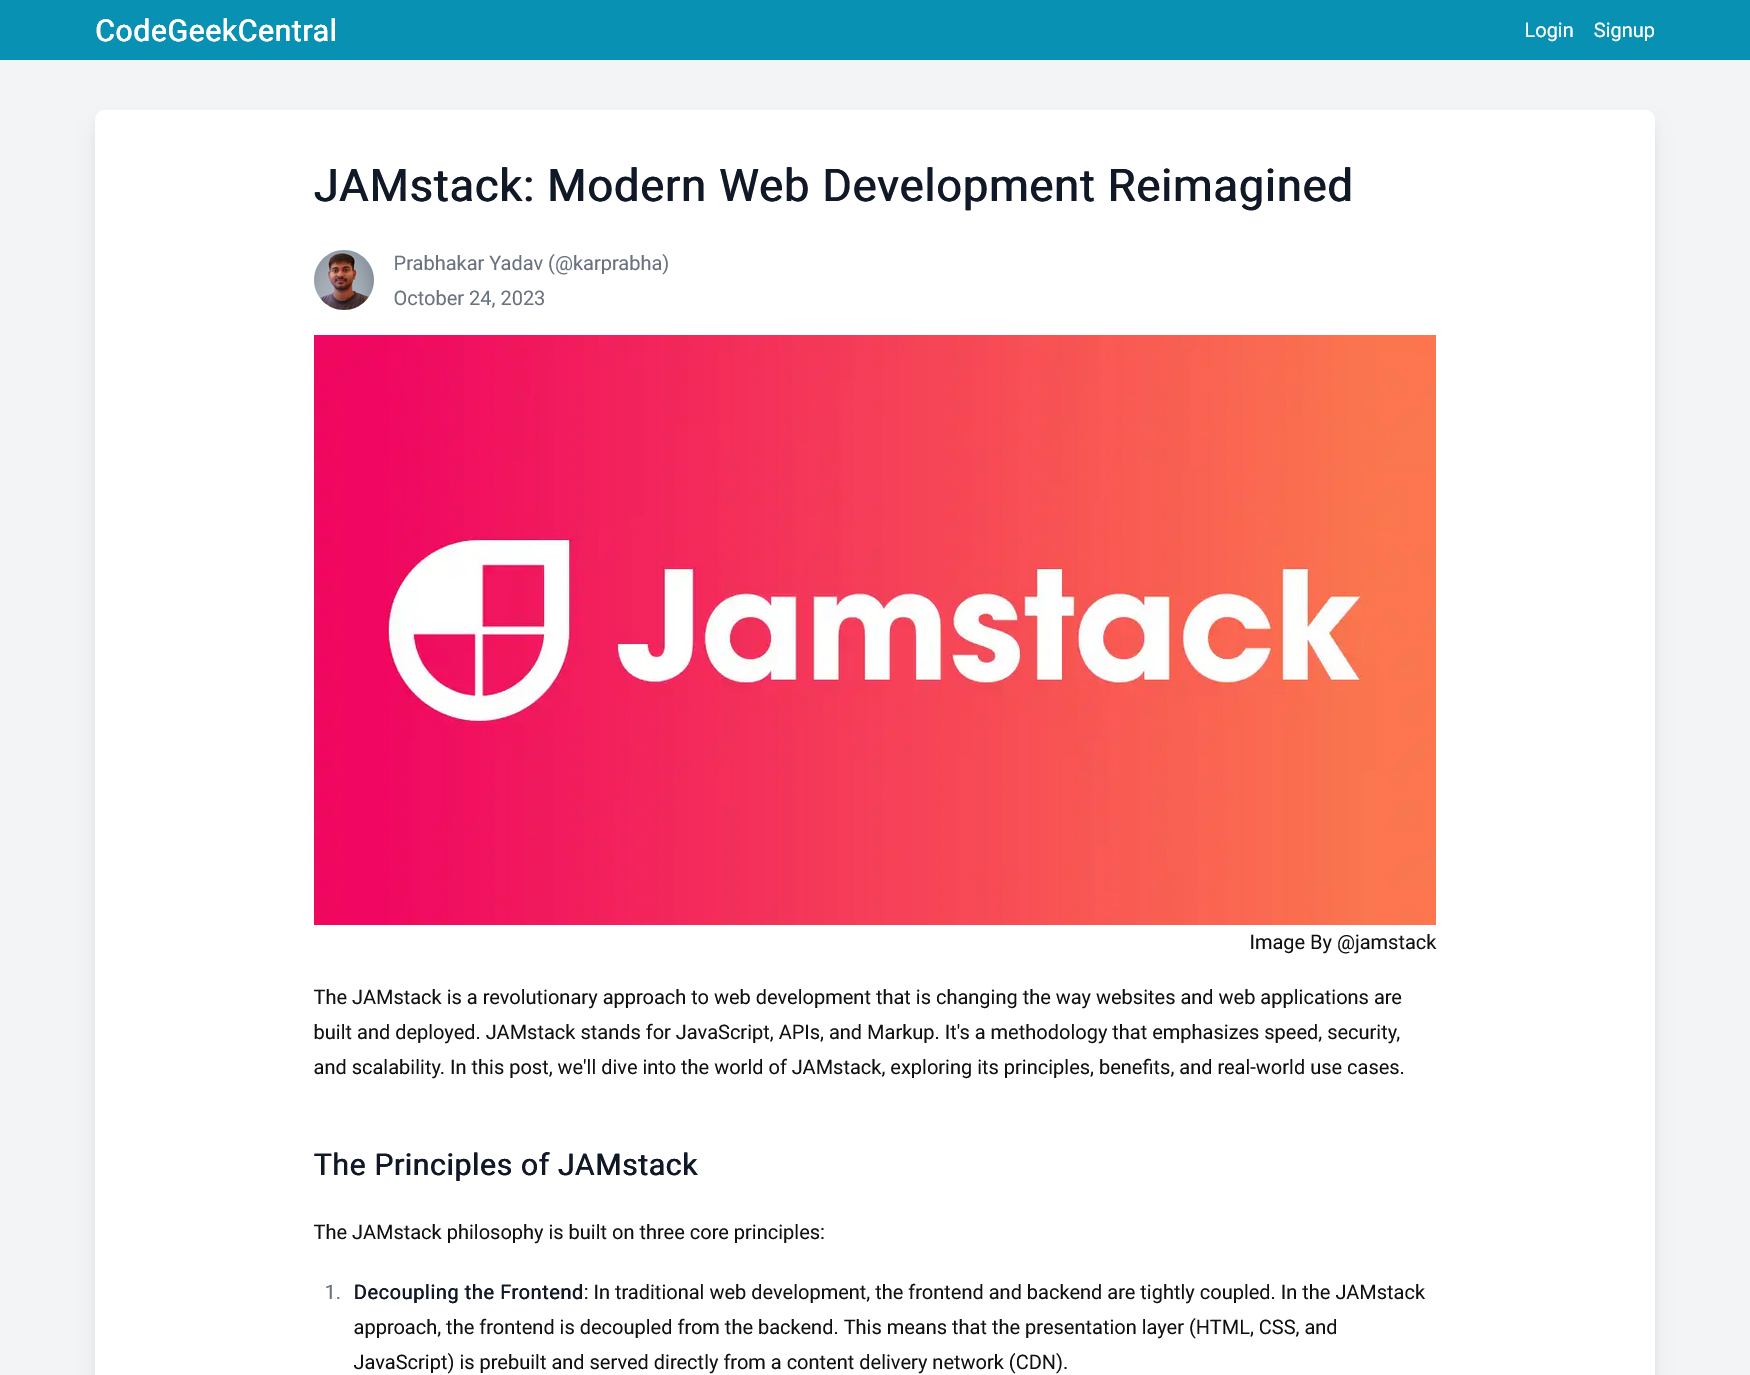 CodeGeekCentral
Login Signup
JAMstack: Modern Web Development Reimagined
Prabhakar Yadav (@karprabha)
October 24, 2023
Jamstack
Image By @jamstack
The JAMstack is a revolutionary approach to web development that is changing the way websites and web applications are
built and deployed. JAMstack stands for JavaScript, APIs, and Markup. It's a methodology that emphasizes speed, security,
and scalability. In this post, we'll dive into the world of JAMstack, exploring its principles, benefits, and real-world use cases.
The Principles of JAMstack
The JAMstack philosophy is built on three core principles:
1. Decoupling the Frontend: In traditional web development, the frontend and backend are tightly coupled. In the JAMstack
approach, the frontend is decoupled from the backend. This means that the presentation layer (HTML, CSS, and
JavaScript) is prebuilt and served directly from a content delivery network (CDN).